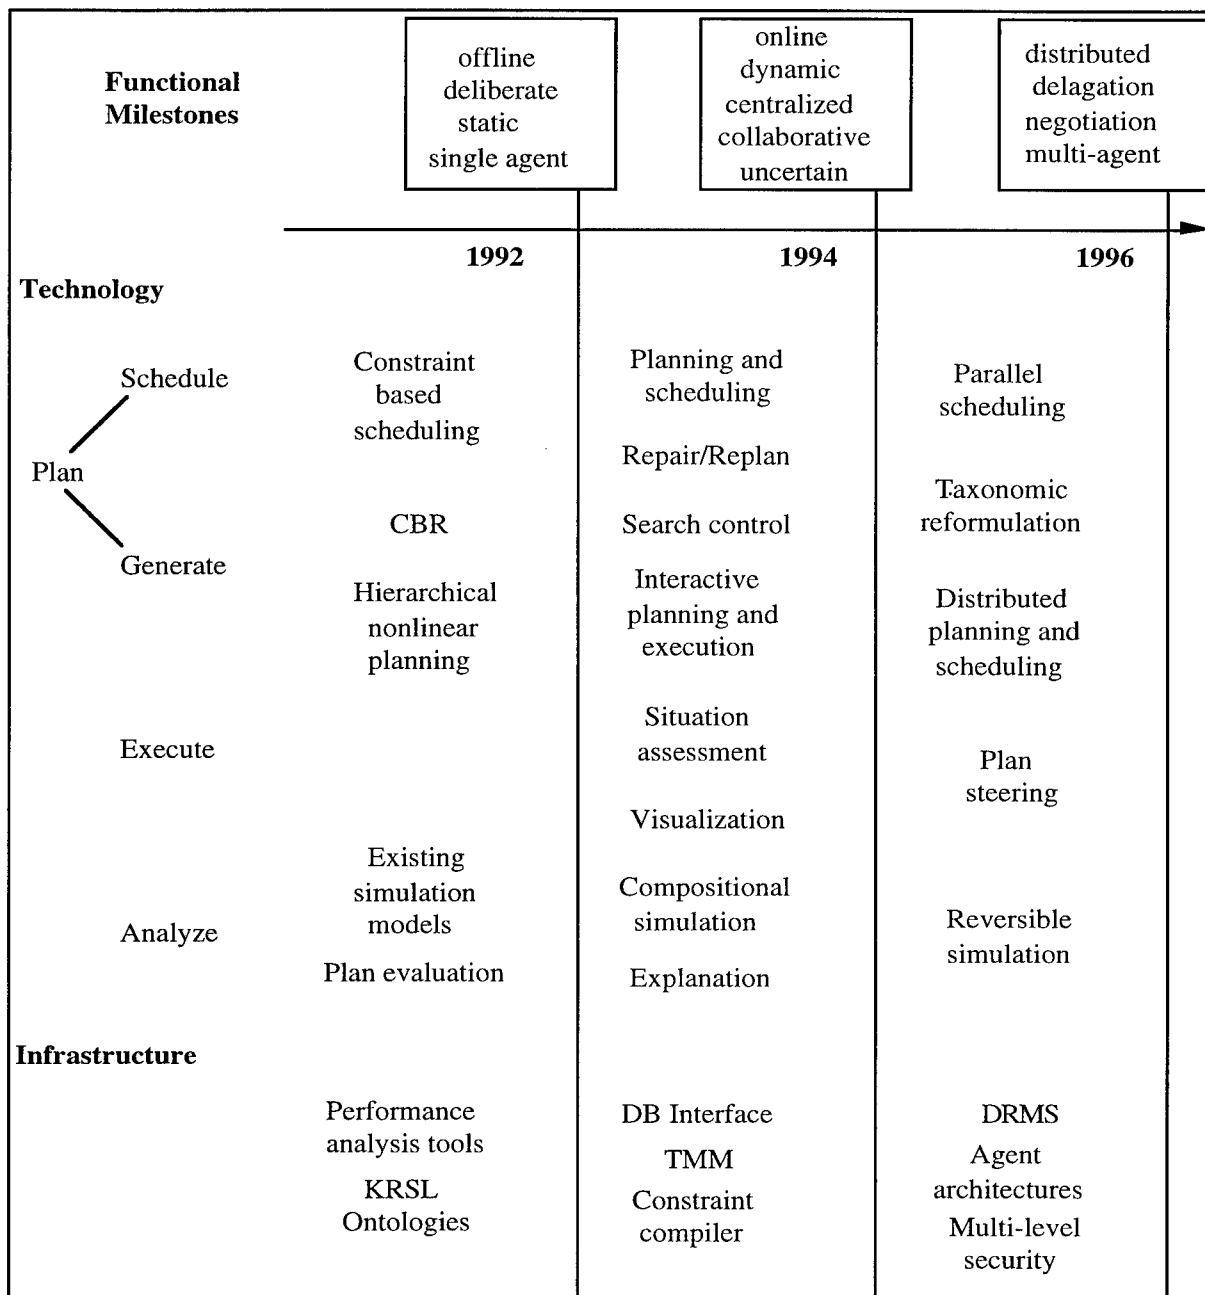 Functional
Milestones
offline
deliberate
static
single agent
online
dynamic
centralized
collaborative
uncertain
distributed
delagation
negotiation
multi-agent
1992
1994
1996
Technology
Schedule
Plan
Generate
Execute
Analyze
Constraint
based
scheduling
CBR
Hierarchical
nonlinear
planning
Existing
simulation
models
Plan evaluation
Planning and
scheduling
Repair/Replan
Search control
Interactive
planning and
execution
Situation
assessment
Visualization
Compositional
simulation
Explanation
Parallel
scheduling
Taxonomic
reformulation
Distributed
planning and
scheduling
Plan
steering
Reversible
simulation
Infrastructure
Performance
analysis tools
KRSL
Ontologies
DB Interface
TMM
Constraint
compiler
DRMS
Agent
architectures
Multi-level
security